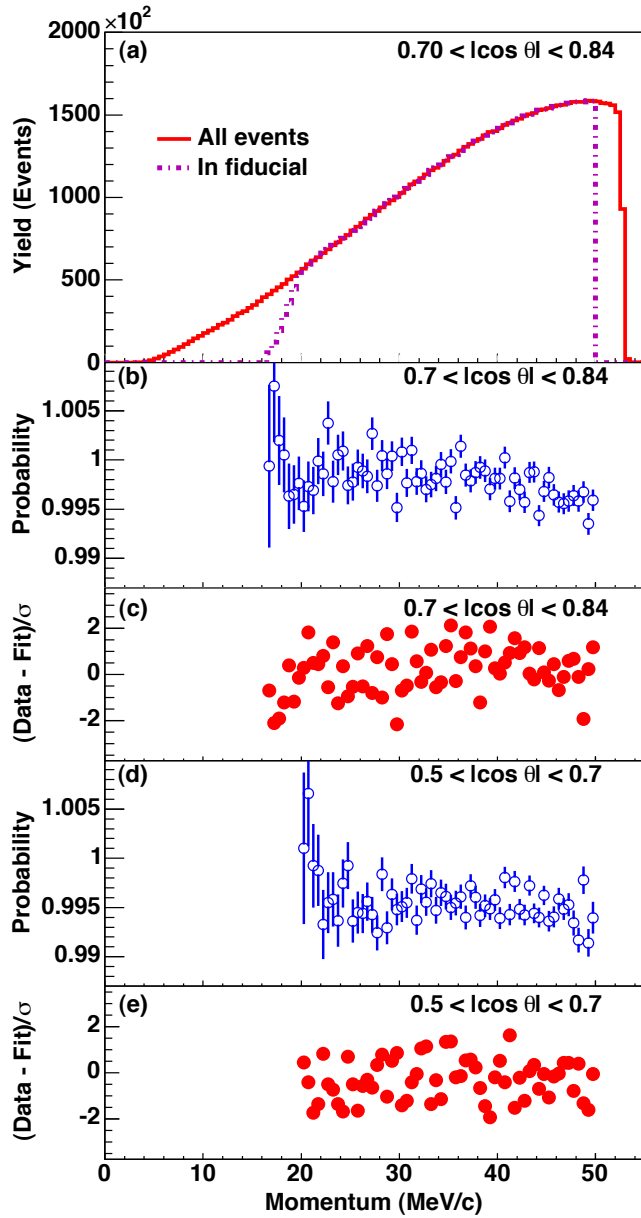 ×10²
2000
(a)
0.70 < |cos θ| < 0.84
1500
All events
In fiducial
1000
500
0
Yield (Events)
(b)
0.7 < |cos θ| < 0.84
1.005
1
0.995
0.99
Probability
(c)
0.7 < |cos θ| < 0.84
2
0
-2
(Data - Fit)/σ
(d)
0.5 < |cos θ| < 0.7
1.005
1
0.995
0.99
Probability
(e)
0.5 < |cos θ| < 0.7
2
0
-2
(Data - Fit)/σ
0 10 20 30 40 50
Momentum (MeV/c)